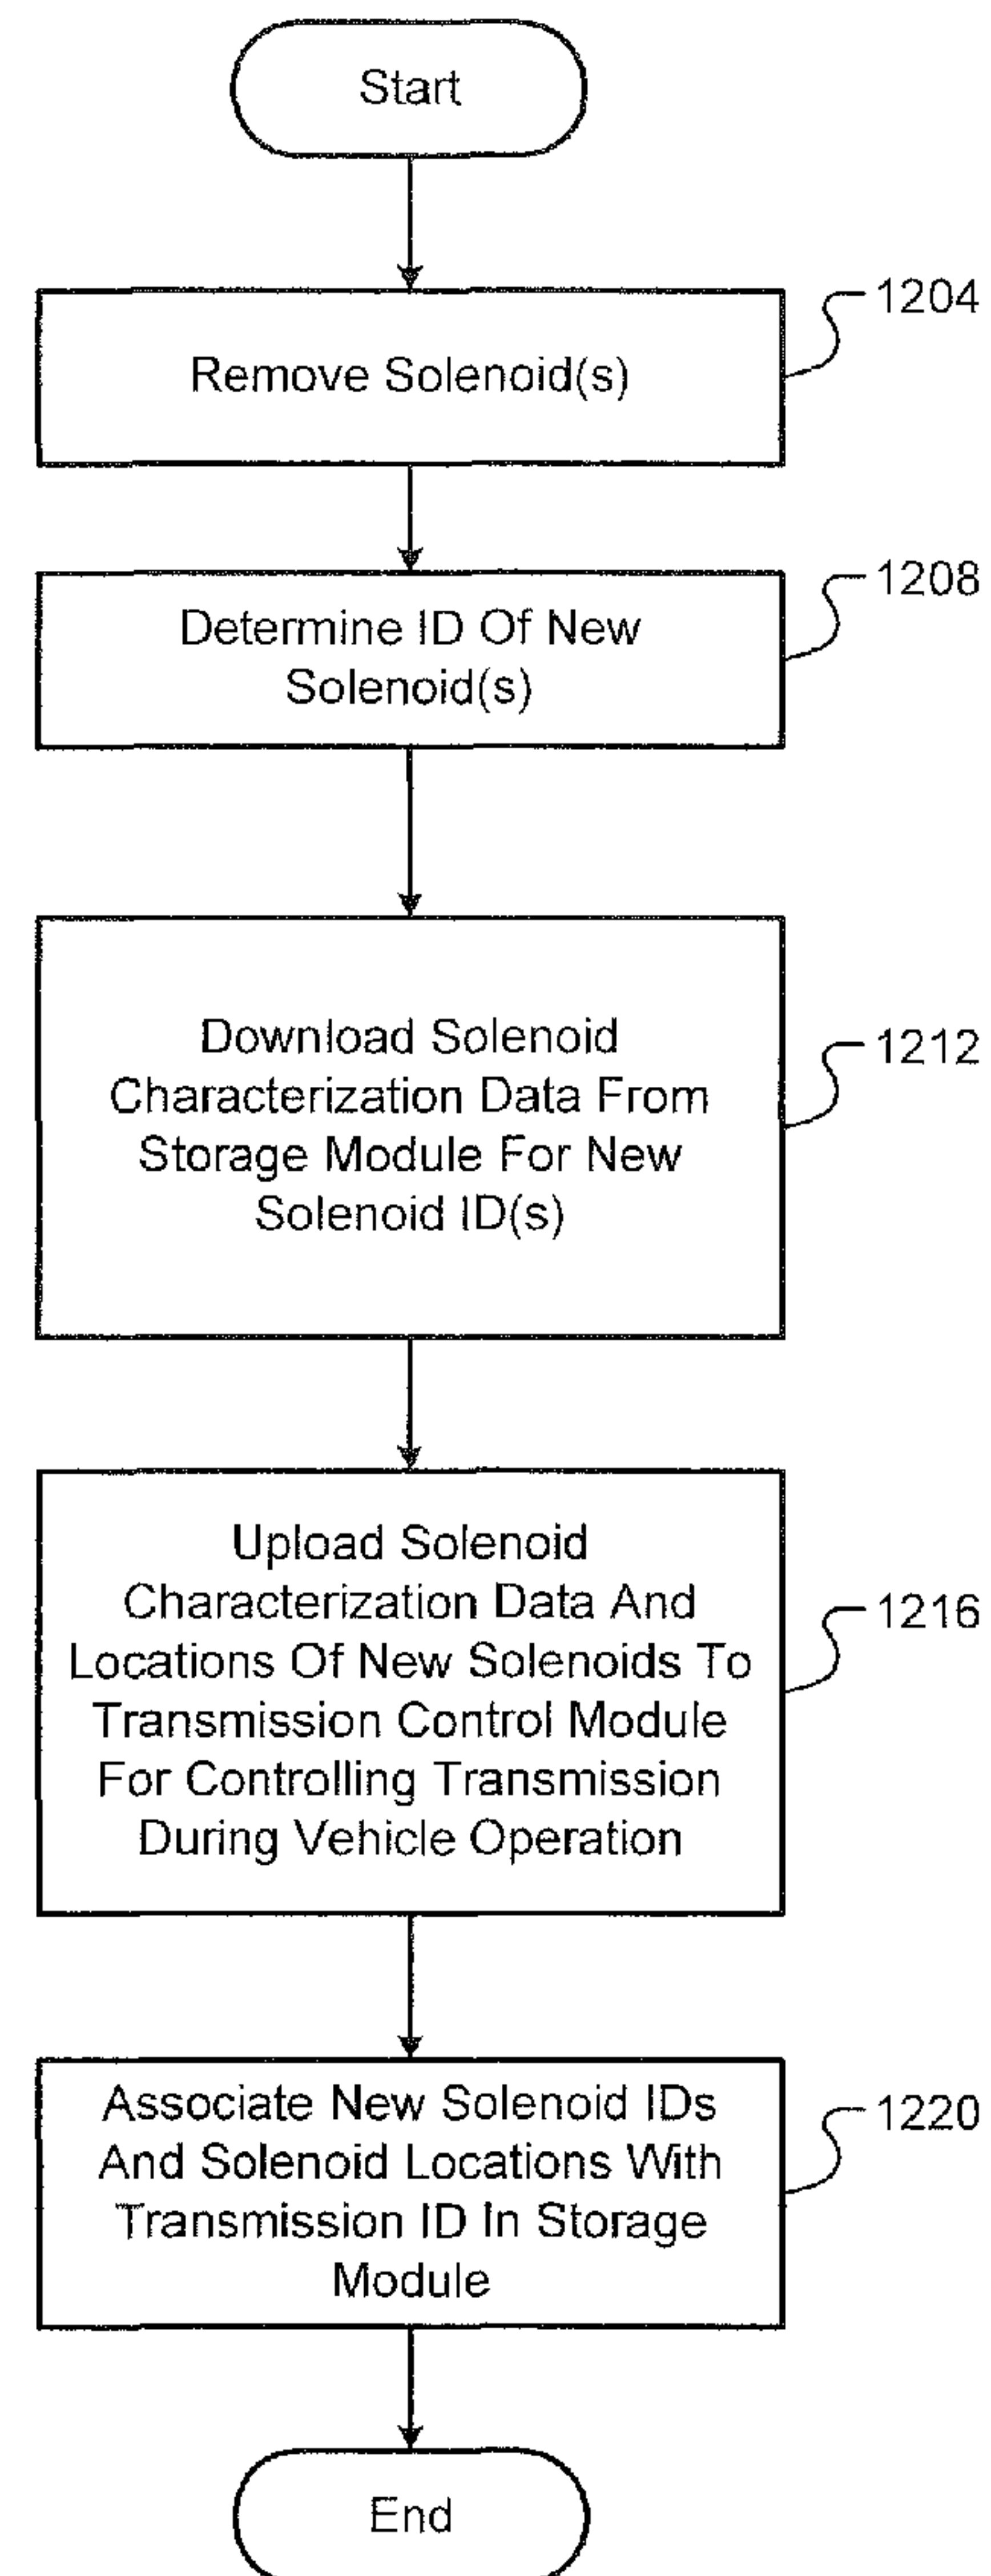 Start
1204
Remove Solenoid(s)
1208
Determine ID Of New
Solenoid(s)
1212
Download Solenoid
Characterization Data From
Storage Module For New
Solenoid ID(s)
1216
Upload Solenoid
Characterization Data And
Locations Of New Solenoids To
Transmission Control Module
For Controlling Transmission
During Vehicle Operation
1220
Associate New Solenoid IDs
And Solenoid Locations With
Transmission ID In Storage
Module
End